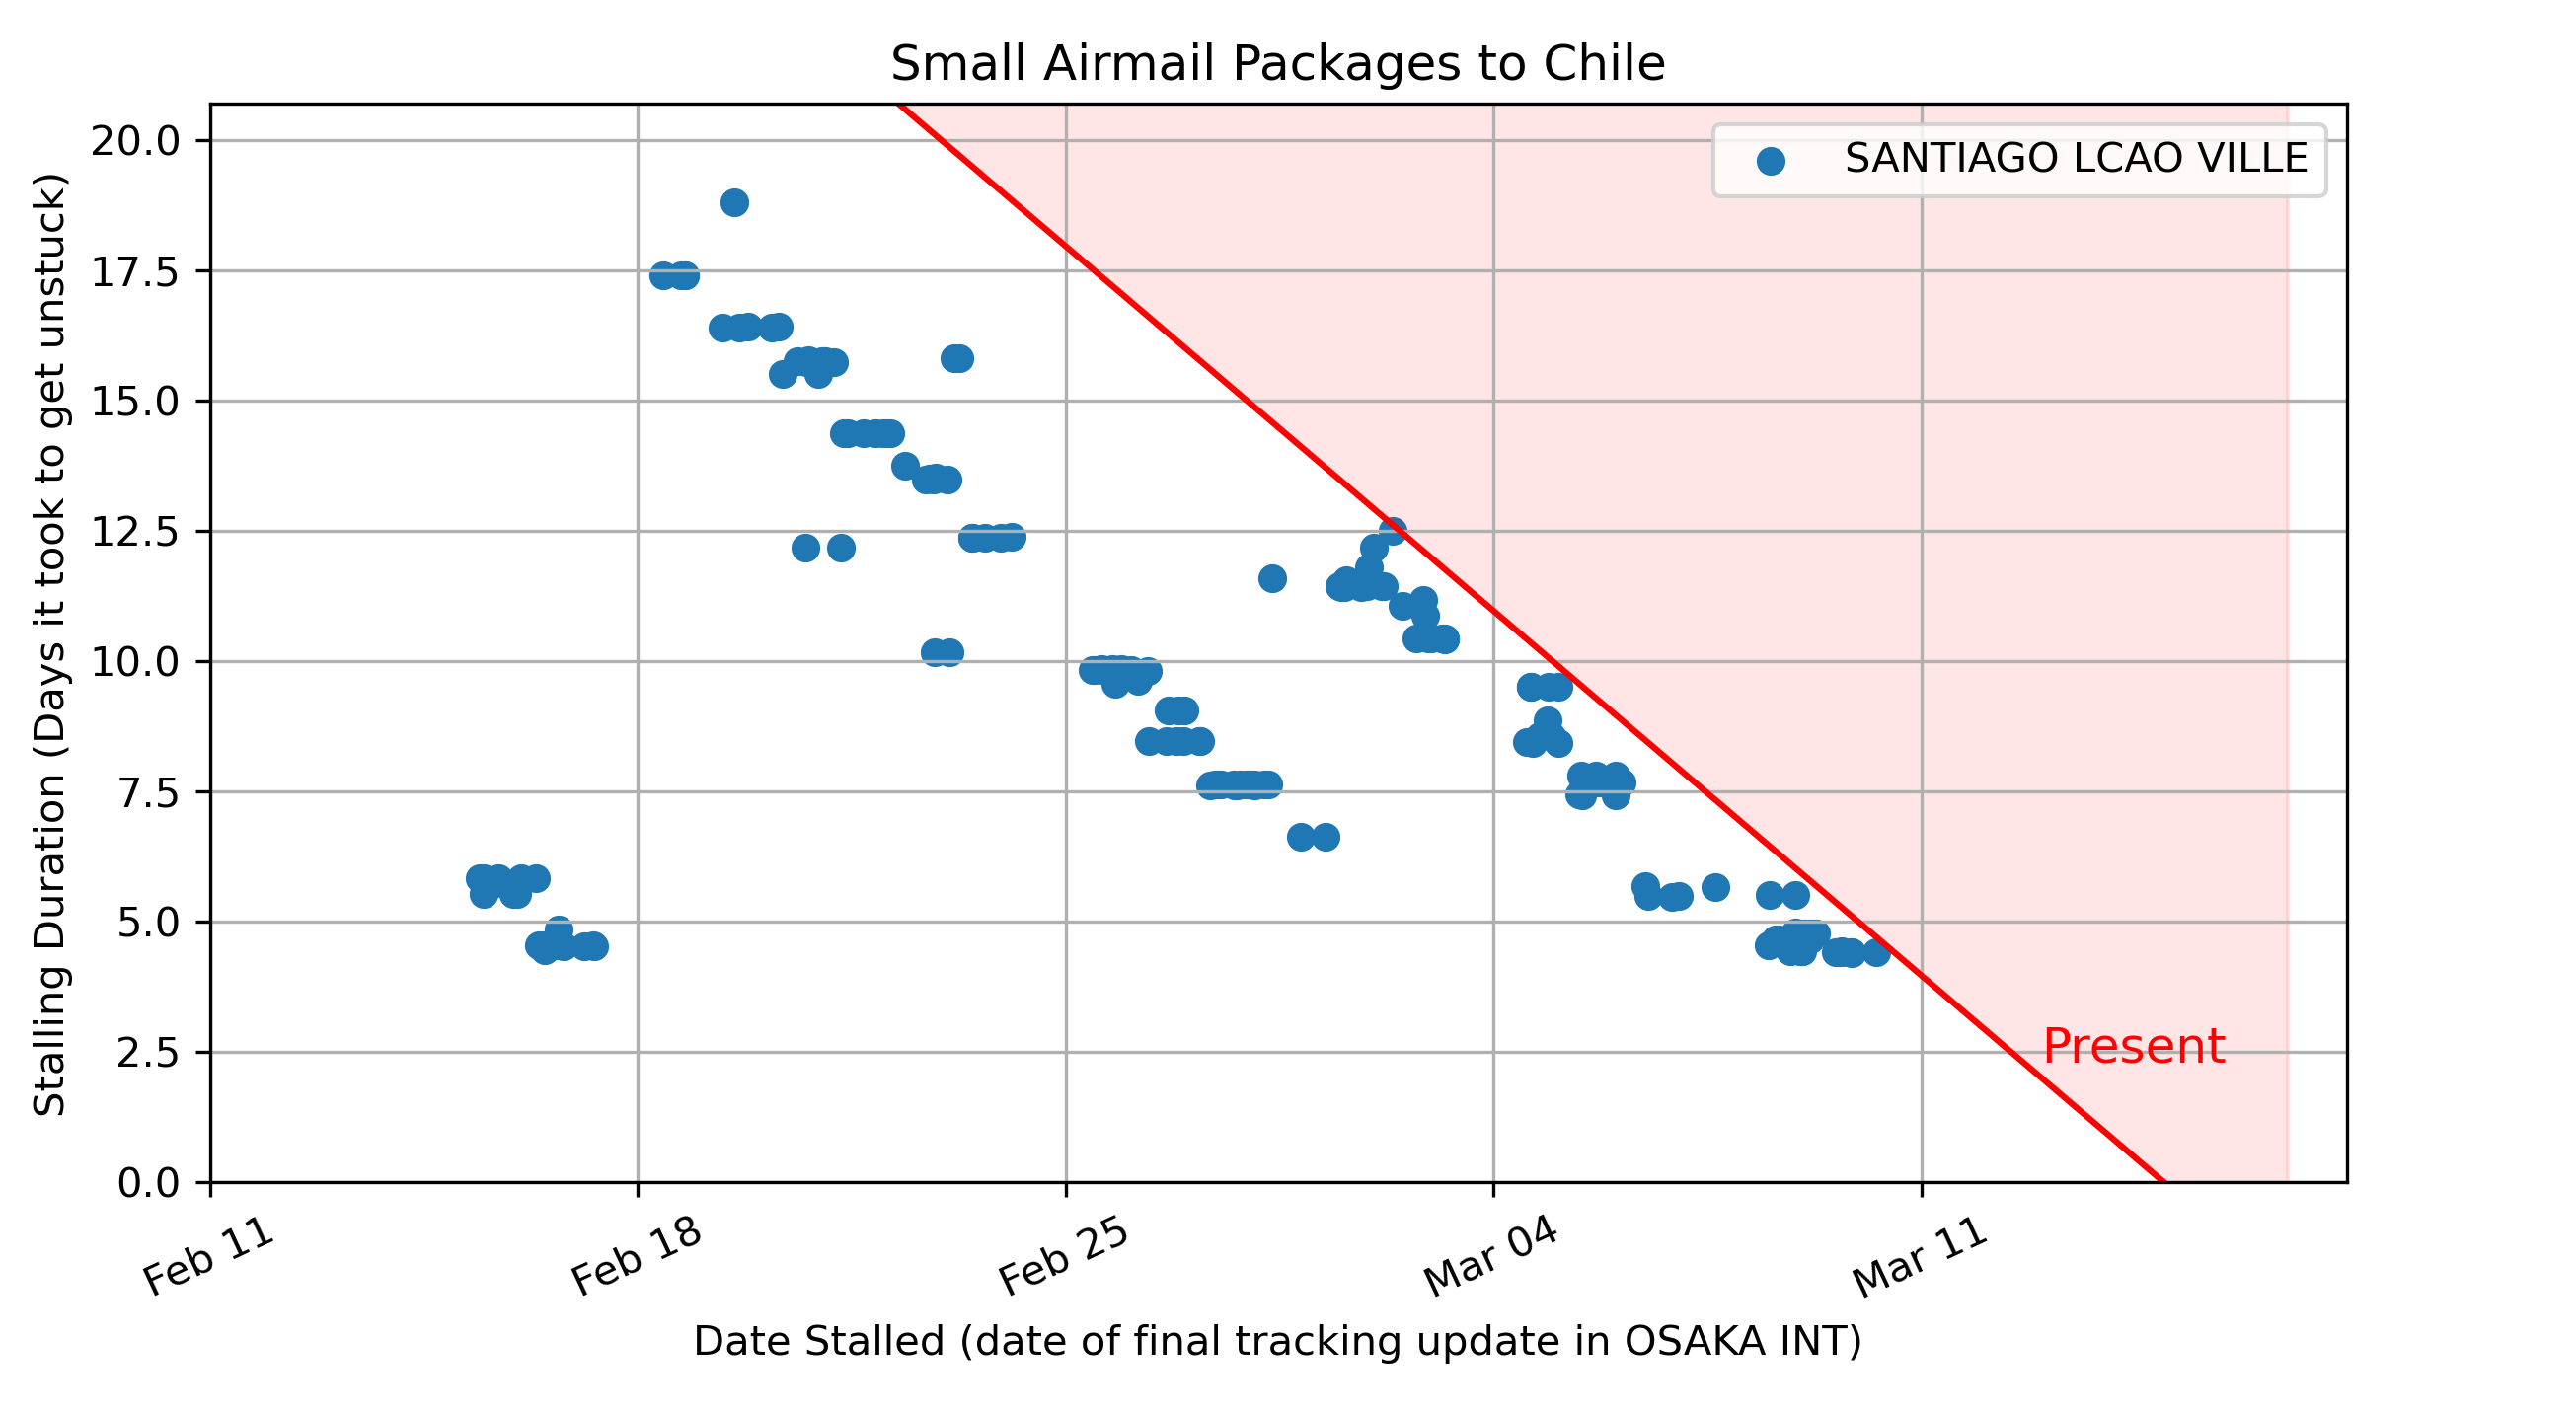 Small Airmail Packages to Chile
Stalling Duration (Days it took to get unstuck)
20.0
17.5
15.0
12.5
10.0
7.5
5.0
2.5
0.0
SANTIAGO LCAO VILLE
Present
Feb 11
Feb 18
Feb 25
Mar 04
Mar 11
Date Stalled (date of final tracking update in OSAKA INT)